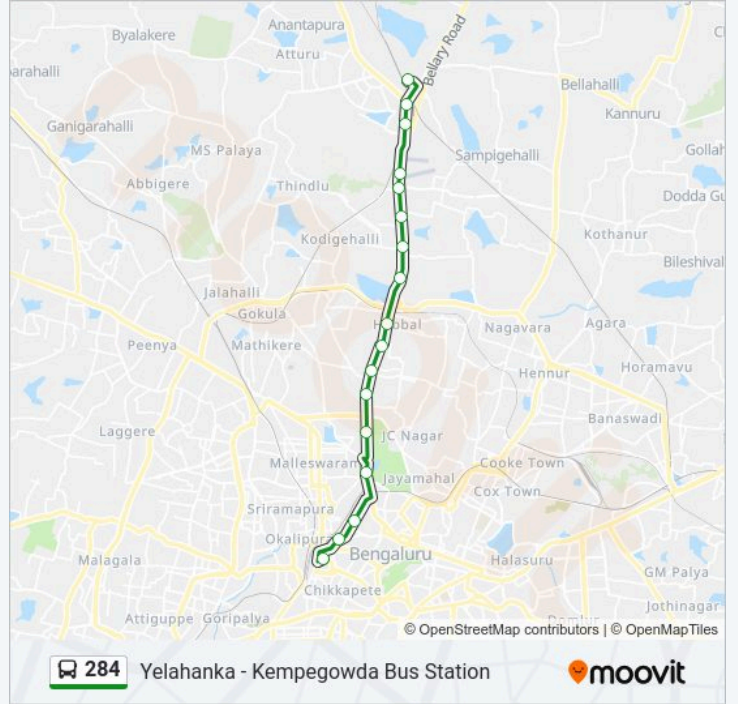 Anantapura
Byalakere
Atturu
Bellary Road
arahalli
Bellahalli
Kannuru
Ganigarahalli
MS Palaya
Sampigehalli
Gollah
Abbigere
Thindlu
Dodda Gu
Kodigehalli
Kothanur
Bileshival
Jalahalli
Gokula
Hebbal
Nagavara
Agara
Peenya
Mathikere
Hennur
Horamavu
Banaswadi
Laggere
JC Nagar
Malleswaram
Cooke Town
Jayamahal
Cox Town
Sriramapura
Okalipura
Bengaluru
Malagala
Halasuru
GM Palya
Chikkapete
Jothinagar
Attiguppe
Goripalya
© OpenStreetMap contributors | © OpenMapTiles
284 Yelahanka - Kempegowda Bus Station
moovit